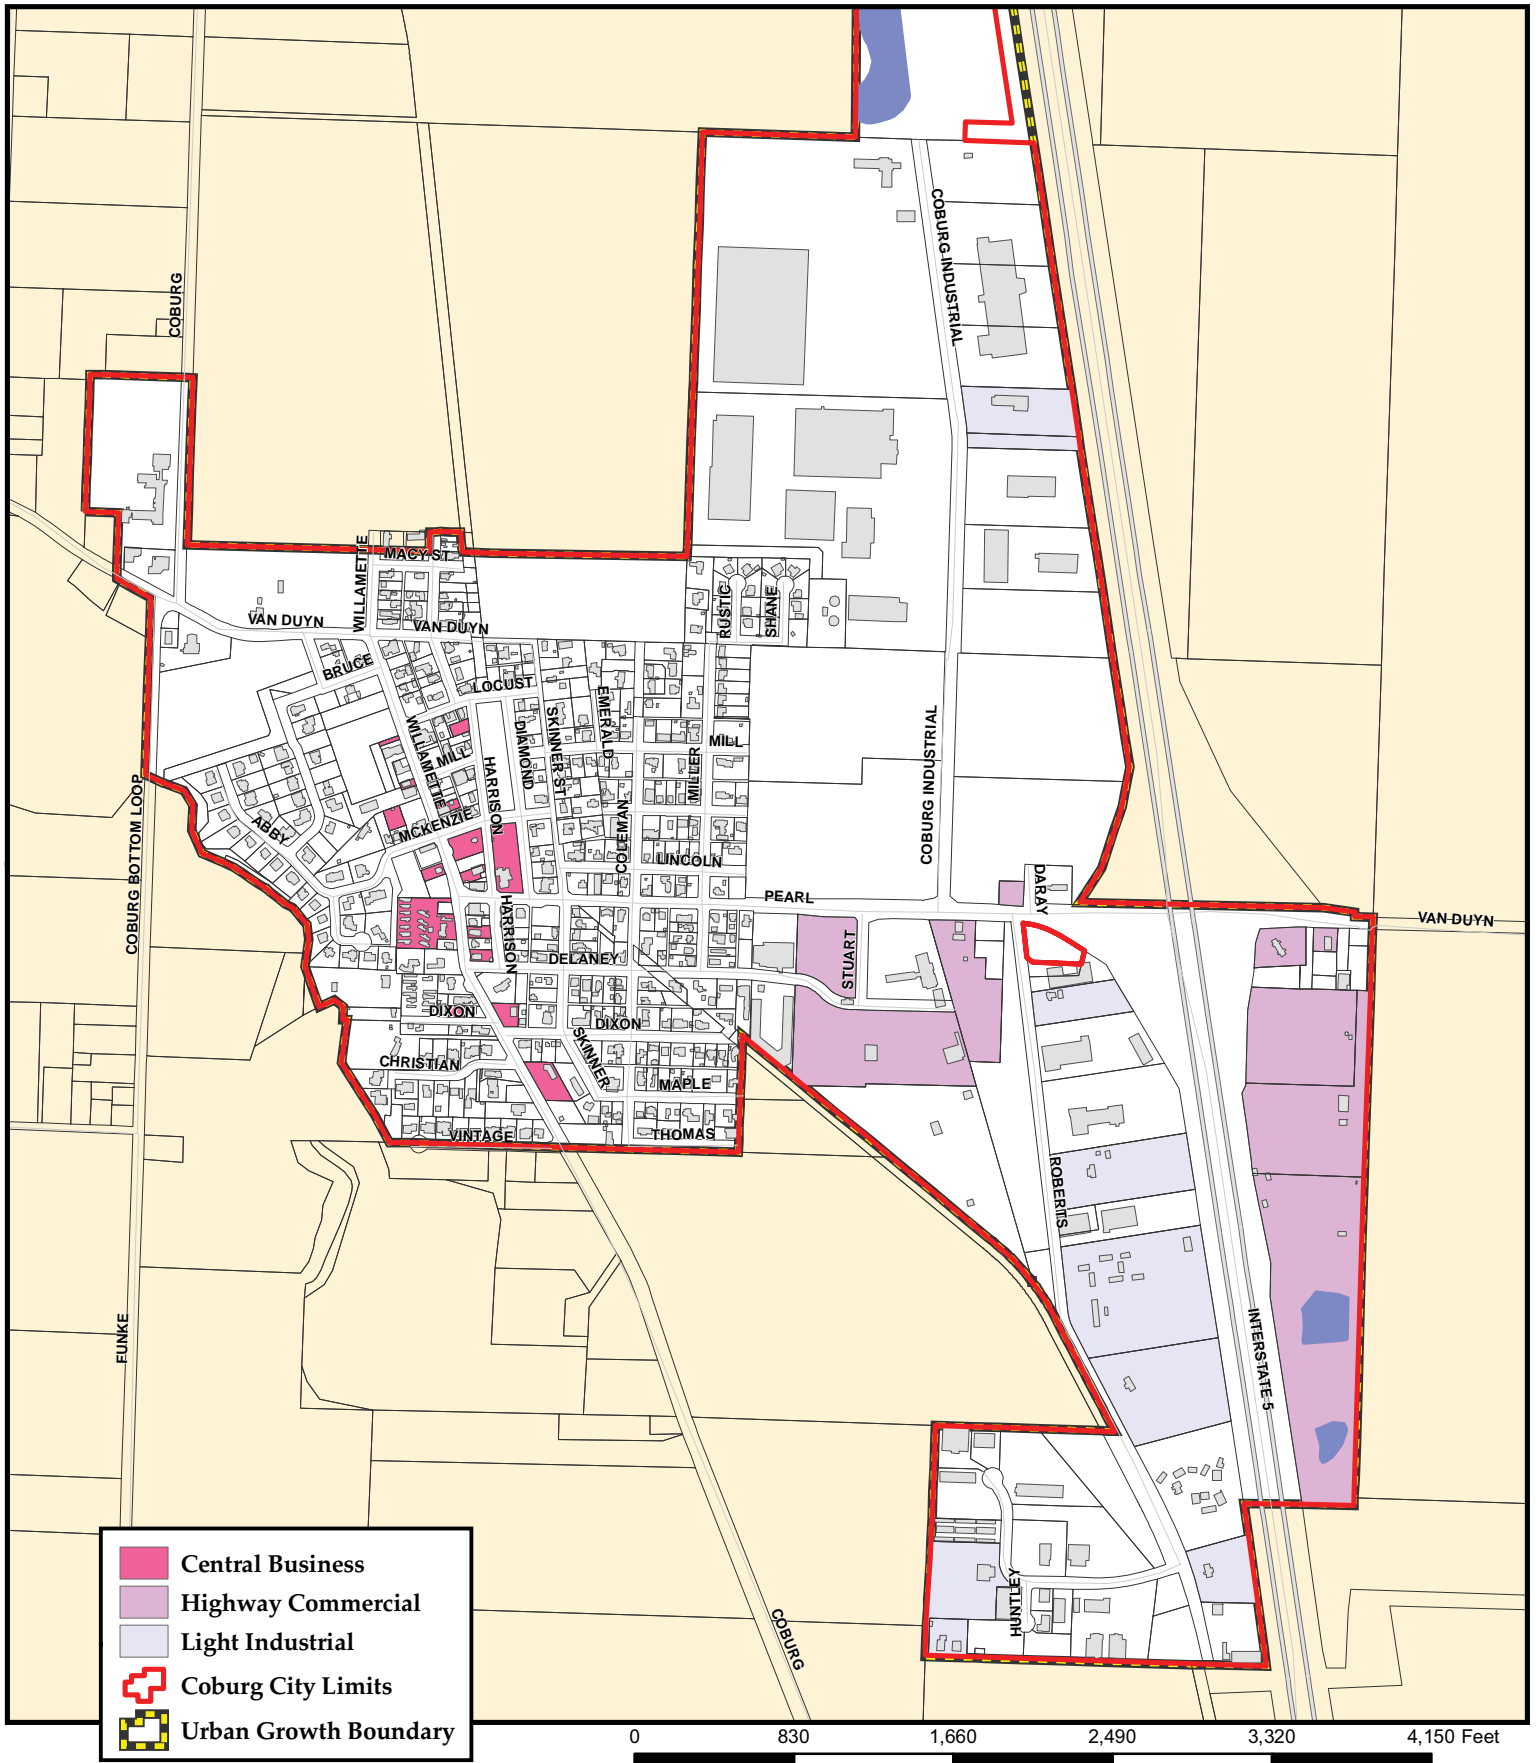 COBURG INDUSTRIAL
COBURG
WILLAMETTE
MACY ST
VAN DUYN
VAN DUYN
RUSTIC
SHANE
BRUCE
LOCUST
EMERALD
SKINNER ST
DIAMOND
WILLAMETTE
MILL
MILL
MILLER
HARRISON
COBURG INDUSTRIAL
COBURG BOTTOM LOOP
ABBY
MCKENZIE
COLEMAN
LINCOLN
PEARL
DARAY
VAN DUYN
HARRISON
DELANEY
STUART
DIXON
DIXON
SKINNER
CHRISTIAN
MAPLE
VINTAGE
THOMAS
ROBERTS
FUNKE
INTERSTATE 5
HUNTLEY
COBURG
Central Business
Highway Commercial
Light Industrial
Coburg City Limits
Urban Growth Boundary
0 830 1,660 2,490 3,320 4,150 Feet